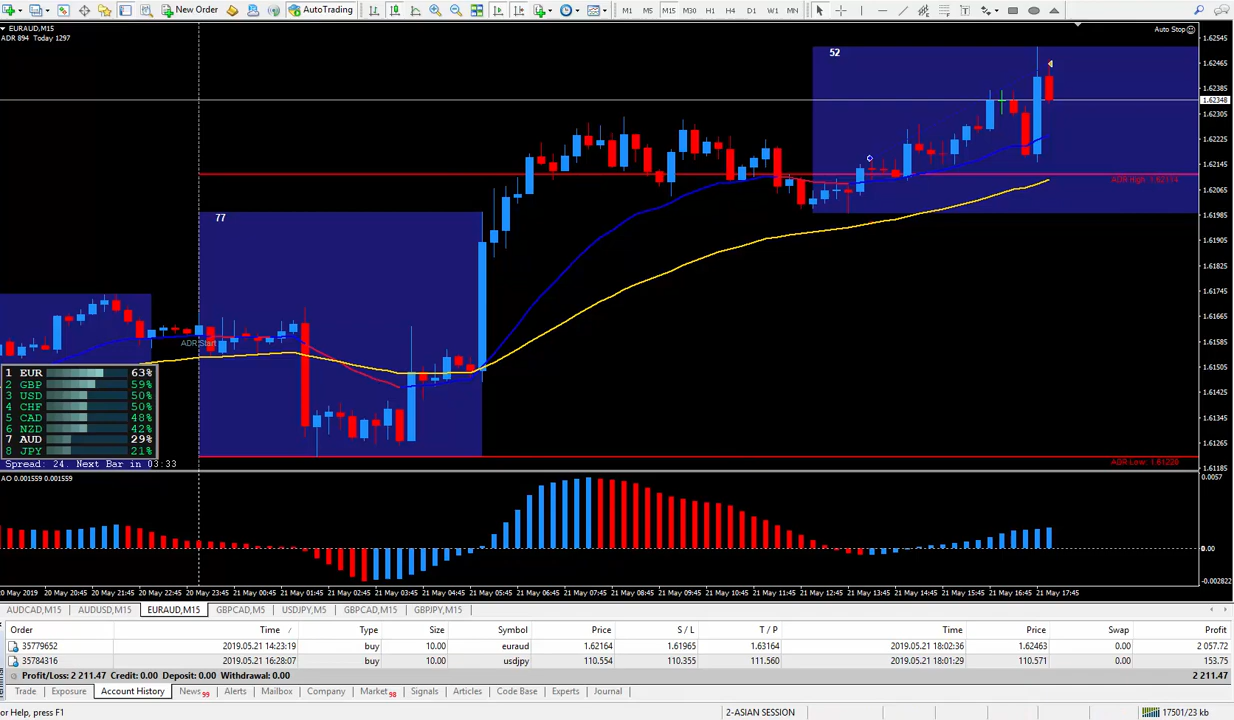 New Order AutoTrading M1 M5 M15 M30 H1 H4 D1 W1 MN
EURAUD,M15
ADR 894 Today 1297
Auto Stop
1.62545
52
1.62465
1.62348
1.62305
1.62225
1.62145
ADR High 1.62114
1.62065
77
1.61985
1.61905
1.61825
1.61745
1.61665
ADR Start
1.61585
1 EUR 63%
1.61505
2 GBP 59%
3 USD 50%
1.61425
4 CHF 50%
5 CAD 48%
1.61345
6 NZD 42%
7 AUD 29%
1.61265
8 JPY 21%
Spread: 24. Next Bar in 03:33
ADR Low: 1.61220
1.61185
AO 0.001559 0.001559
0.0057
0.00
-0.002822
20 May 2019 20 May 20:45 20 May 21:45 20 May 22:45 20 May 23:45 21 May 00:45 21 May 01:45 21 May 02:45 21 May 03:45 21 May 04:45 21 May 05:45 21 May 06:45 21 May 07:45 21 May 08:45 21 May 09:45 21 May 10:45 21 May 11:45 21 May 12:45 21 May 13:45 21 May 14:45 21 May 15:45 21 May 16:45 21 May 17:45
AUDCAD,M15 AUDUSD,M15 EURAUD,M15 GBPCAD,M5 USDJPY,M5 GBPCAD,M15 GBPJPY,M15
Order Time / Type Size Symbol Price S / L T / P Time Price Swap Profit
35779652 2019.05.21 14:23:19 buy 10.00 euraud 1.62164 1.61965 1.63164 2019.05.21 18:02:36 1.62463 0.00 2 057.72
35784316 2019.05.21 16:28:07 buy 10.00 usdjpy 110.554 110.355 111.560 2019.05.21 18:01:29 110.571 0.00 153.75
Profit/Loss: 2 211.47 Credit: 0.00 Deposit: 0.00 Withdrawal: 0.00 2 211.47
Trade Exposure Account History News 99 Alerts Mailbox Company Market 98 Signals Articles Code Base Experts Journal
or Help, press F1 2-ASIAN SESSION 17501/23 kb